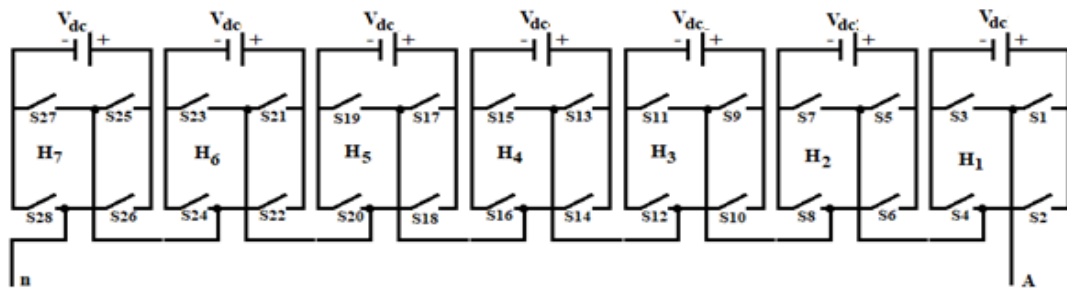 Vdc Vdc Vdc Vdc. Vdc- Vdc: Vdc
- + - + - + - + - + - + - +
S27 S25 S23 S21 S19 S17 S15 S13 S11 S9 S7 S5 S3 S1
H7 H6 H5 H4 H3 H2 H1
S28 S26 S24 S22 S20 S18 S16 S14 S12 S10 S8 S6 S4 S2
n A